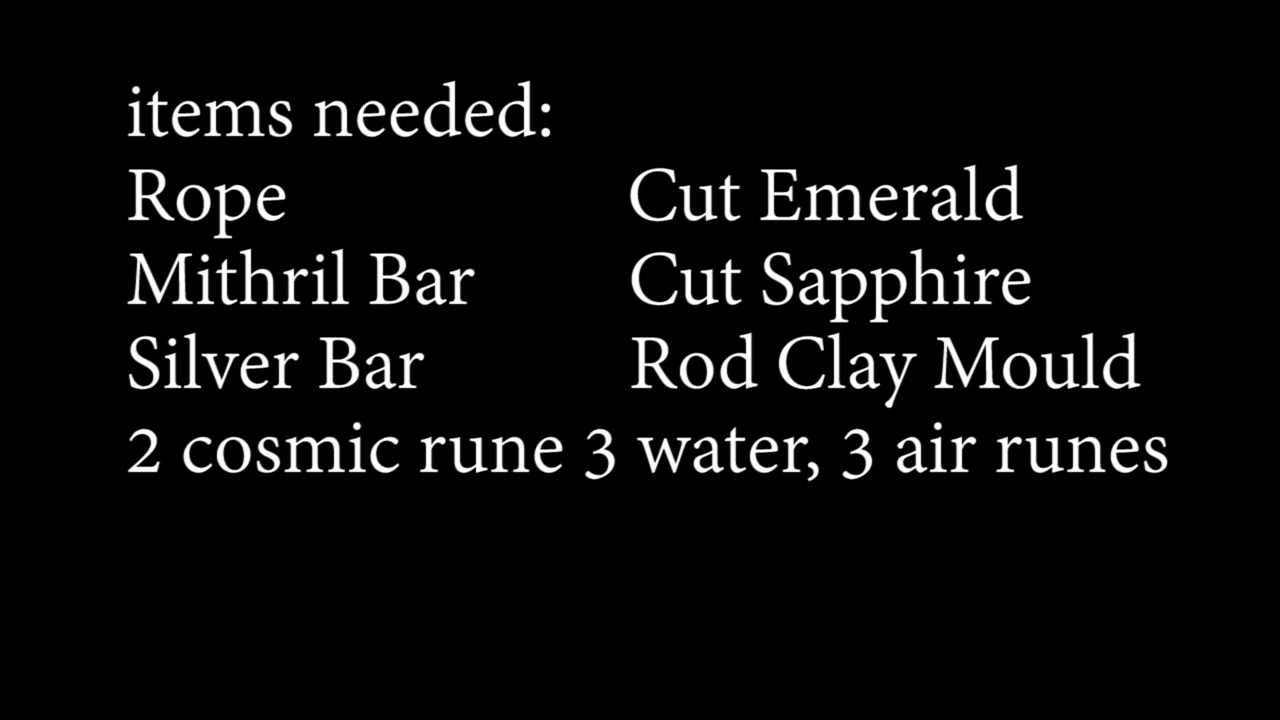 items needed:
Rope Cut Emerald
Mithril Bar Cut Sapphire
Silver Bar Rod Clay Mould
2 cosmic rune 3 water, 3 air runes